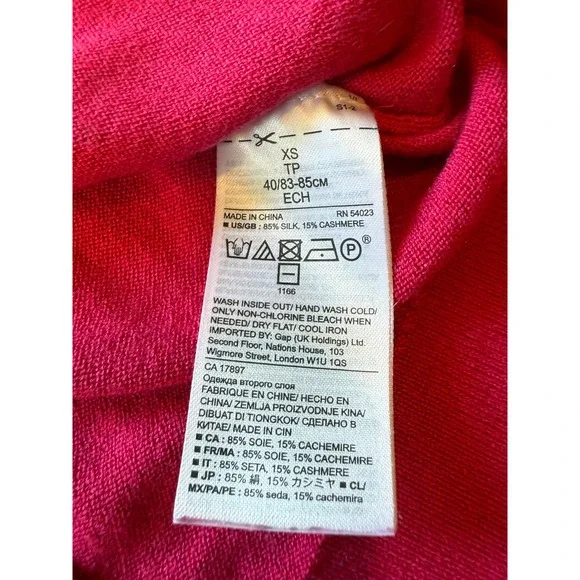 S1-2
XS
TP
40/83-85CM
ECH
MADE IN CHINA RN 54023
■ US/GB : 85% SILK, 15% CASHMERE
P ®
1166
WASH INSIDE OUT/ HAND WASH COLD/
ONLY NON-CHLORINE BLEACH WHEN
NEEDED/ DRY FLAT/ COOL IRON
IMPORTED BY: Gap (UK Holdings) Ltd.
Second Floor, Nations House, 103
Wigmore Street, London W1U 1QS
CA 17897
Одежда второго слоя
FABRIQUE EN CHINE/ HECHO EN
CHINA/ ZEMLJA PROIZVODNJE KINA/
DIBUAT DI TIONGKOK/ СДЕЛАНО В
КИТАЕ/ MADE IN CIN
■ CA : 85% SOIE, 15% CACHEMIRE
■ FR/MA : 85% SOIE, 15% CACHEMIRE
■ IT : 85% SETA, 15% CASHMERE
■ JP : 85% 絹, 15% カシミヤ ■ CL/
MX/PA/PE : 85% seda, 15% cachemira